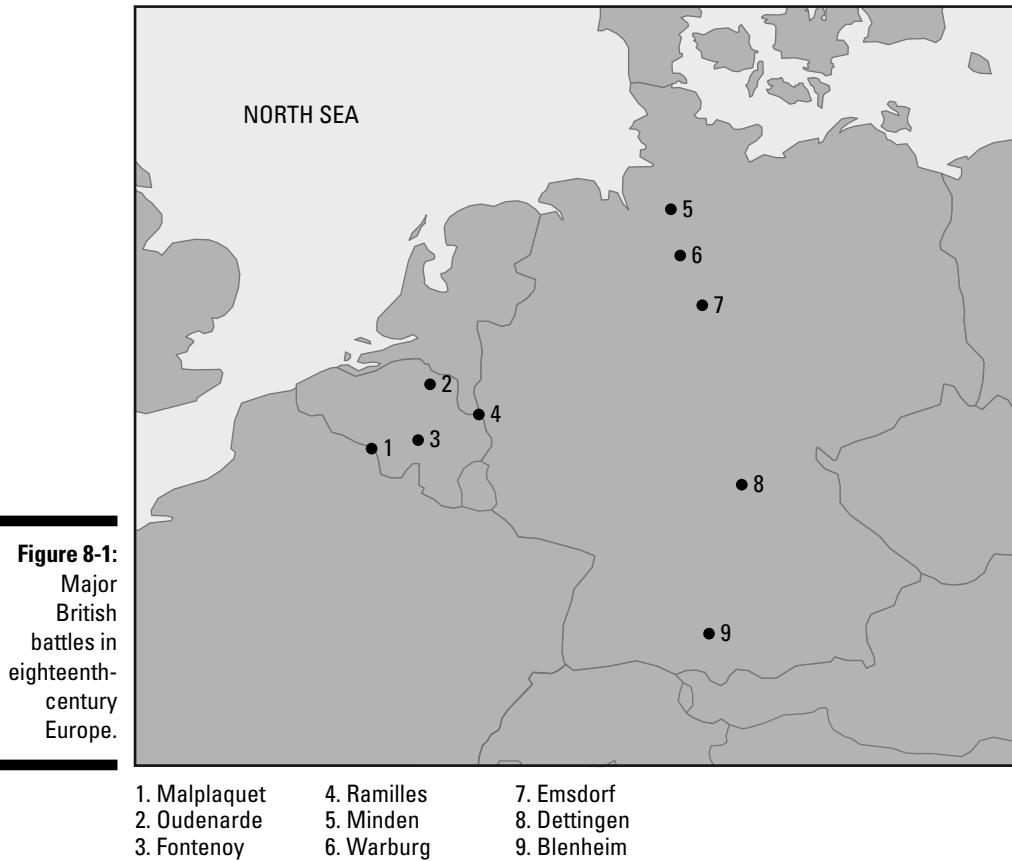 NORTH SEA
5
6
7
2
4
3
1
8
9
Figure 8-1:
Major
British
battles in
eighteenth-
century
Europe.
1. Malplaquet
2. Oudenarde
3. Fontenoy
4. Ramilles
5. Minden
6. Warburg
7. Emsdorf
8. Dettingen
9. Blenheim